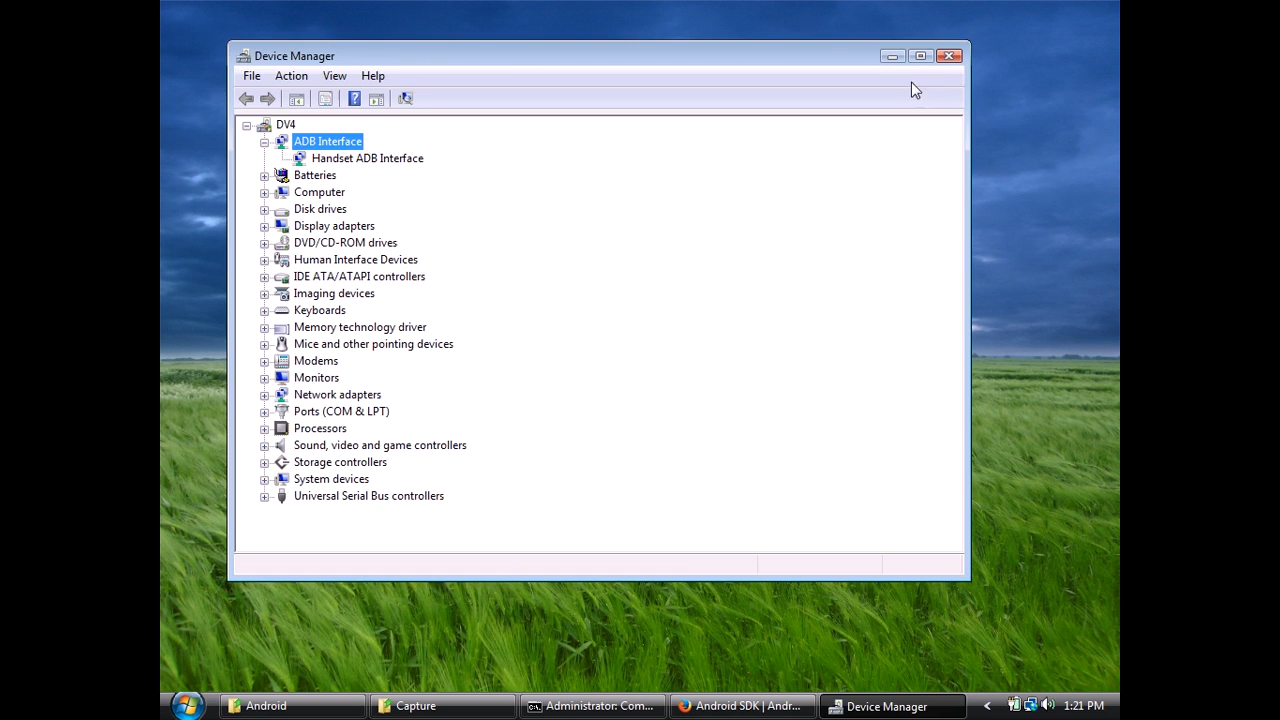 Device Manager
File Action View Help
DV4
ADB Interface
Handset ADB Interface
Batteries
Computer
Disk drives
Display adapters
DVD/CD-ROM drives
Human Interface Devices
IDE ATA/ATAPI controllers
Imaging devices
Keyboards
Memory technology driver
Mice and other pointing devices
Modems
Monitors
Network adapters
Ports (COM & LPT)
Processors
Sound, video and game controllers
Storage controllers
System devices
Universal Serial Bus controllers
Android Capture Administrator: Com... Android SDK | Andr... Device Manager 1:21 PM